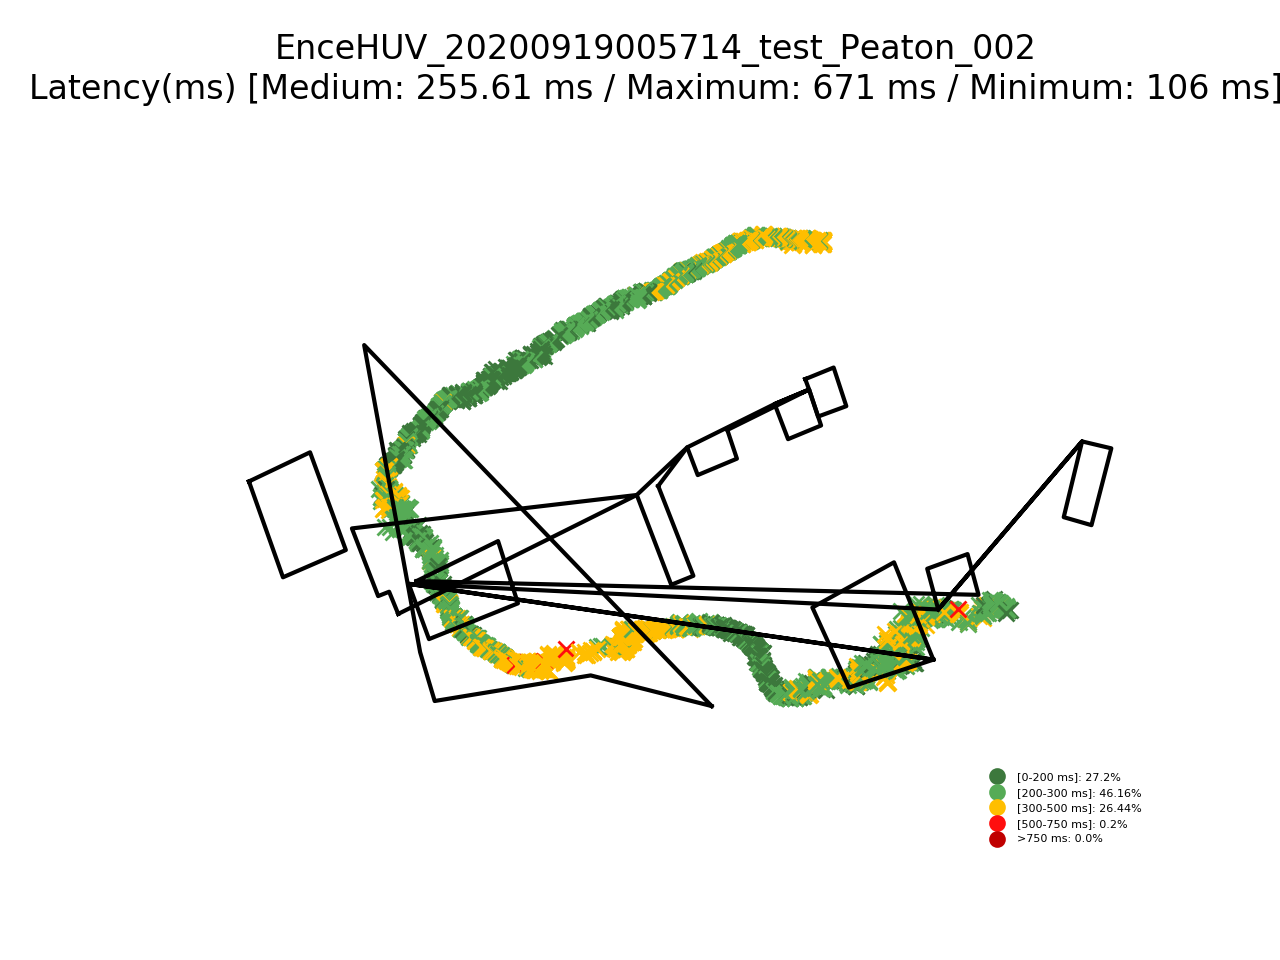 EnceHUV_20200919005714_test_Peaton_002
Latency(ms) [Medium: 255.61 ms / Maximum: 671 ms / Minimum: 106 ms]
[0-200 ms]: 27.2%
[200-300 ms]: 46.16%
[300-500 ms]: 26.44%
[500-750 ms]: 0.2%
>750 ms: 0.0%